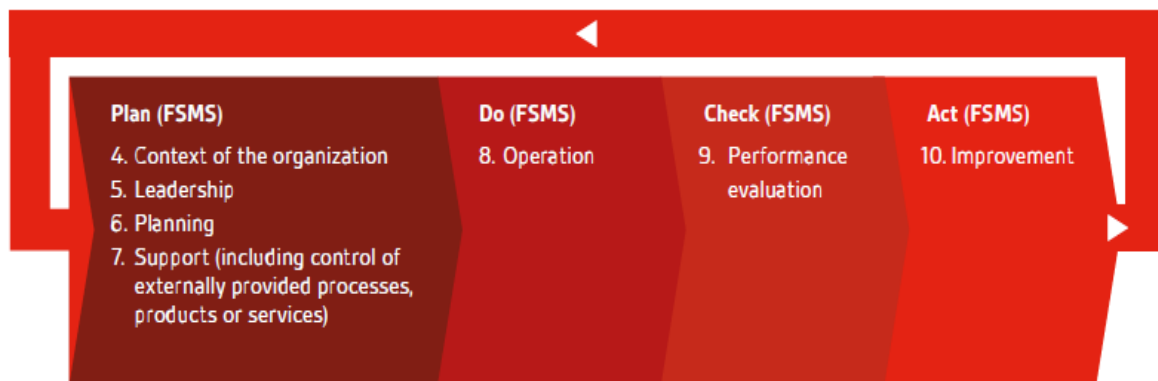 Plan (FSMS)
4. Context of the organization
5. Leadership
6. Planning
7. Support (including control of
externally provided processes,
products or services)
Do (FSMS)
8. Operation
Check (FSMS)
9. Performance
evaluation
Act (FSMS)
10. Improvement